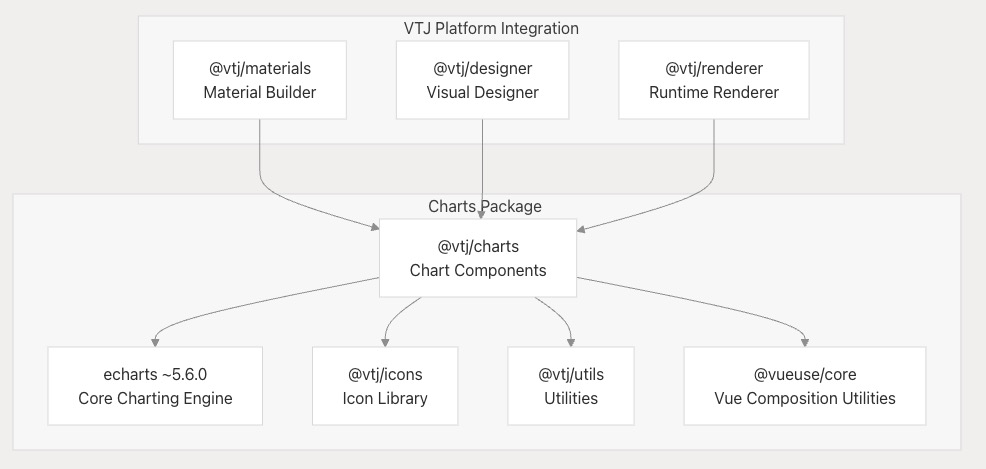 VTJ Platform Integration
@vtj/materials
Material Builder
@vtj/designer
Visual Designer
@vtj/renderer
Runtime Renderer
Charts Package
@vtj/charts
Chart Components
echarts ~5.6.0
Core Charting Engine
@vtj/icons
Icon Library
@vtj/utils
Utilities
@vueuse/core
Vue Composition Utilities